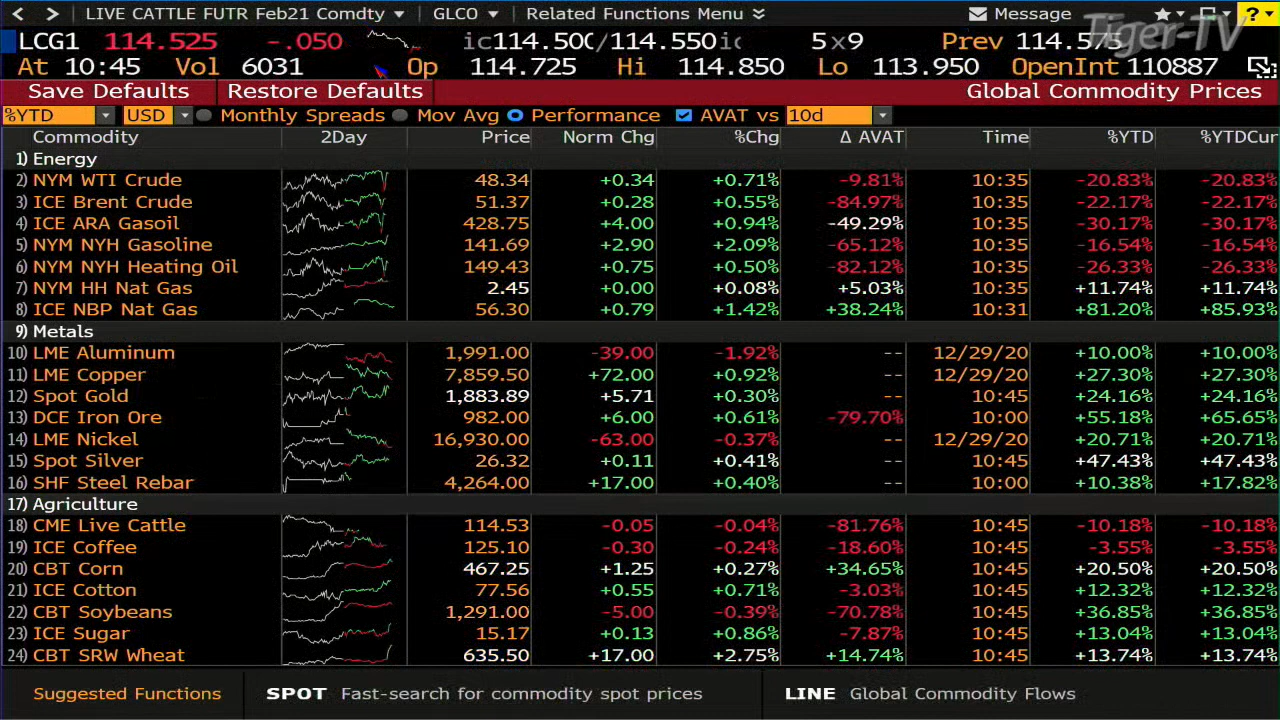 < > LIVE CATTLE FUTR Feb21 Comdty GLCO Related Functions Menu Message ?
Tiger-TV
LCG1 114.525 -.050 114.500/114.550 5×9 Prev 114.575
At 10:45 Vol 6031 Op 114.725 Hi 114.850 Lo 113.950 OpenInt 110887
Save Defaults Restore Defaults Global Commodity Prices
%YTD USD Monthly Spreads Mov Avg Performance AVAT vs 10d
Commodity 2Day Price Norm Chg %Chg Δ AVAT Time %YTD %YTDCur
1) Energy
2) NYM WTI Crude 48.34 +0.34 +0.71% -9.81% 10:35 -20.83% -20.83%
3) ICE Brent Crude 51.37 +0.28 +0.55% -84.97% 10:35 -22.17% -22.17%
4) ICE ARA Gasoil 428.75 +4.00 +0.94% -49.29% 10:35 -30.17% -30.17%
5) NYM NYH Gasoline 141.69 +2.90 +2.09% -65.12% 10:35 -16.54% -16.54%
6) NYM NYH Heating Oil 149.43 +0.75 +0.50% -82.12% 10:35 -26.33% -26.33%
7) NYM HH Nat Gas 2.45 +0.00 +0.08% +5.03% 10:35 +11.74% +11.74%
8) ICE NBP Nat Gas 56.30 +0.79 +1.42% +38.24% 10:31 +81.20% +85.93%
9) Metals
10) LME Aluminum 1,991.00 -39.00 -1.92% -- 12/29/20 +10.00% +10.00%
11) LME Copper 7,859.50 +72.00 +0.92% -- 12/29/20 +27.30% +27.30%
12) Spot Gold 1,883.89 +5.71 +0.30% -- 10:45 +24.16% +24.16%
13) DCE Iron Ore 982.00 +6.00 +0.61% -79.70% 10:00 +55.18% +65.65%
14) LME Nickel 16,930.00 -63.00 -0.37% -- 12/29/20 +20.71% +20.71%
15) Spot Silver 26.32 +0.11 +0.41% -- 10:45 +47.43% +47.43%
16) SHF Steel Rebar 4,264.00 +17.00 +0.40% -- 10:00 +10.38% +17.82%
17) Agriculture
18) CME Live Cattle 114.53 -0.05 -0.04% -81.76% 10:45 -10.18% -10.18%
19) ICE Coffee 125.10 -0.30 -0.24% -18.60% 10:45 -3.55% -3.55%
20) CBT Corn 467.25 +1.25 +0.27% +34.65% 10:45 +20.50% +20.50%
21) ICE Cotton 77.56 +0.55 +0.71% -3.03% 10:45 +12.32% +12.32%
22) CBT Soybeans 1,291.00 -5.00 -0.39% -70.78% 10:45 +36.85% +36.85%
23) ICE Sugar 15.17 +0.13 +0.86% -7.87% 10:45 +13.04% +13.04%
24) CBT SRW Wheat 635.50 +17.00 +2.75% +14.74% 10:45 +13.74% +13.74%
Suggested Functions SPOT Fast-search for commodity spot prices LINE Global Commodity Flows